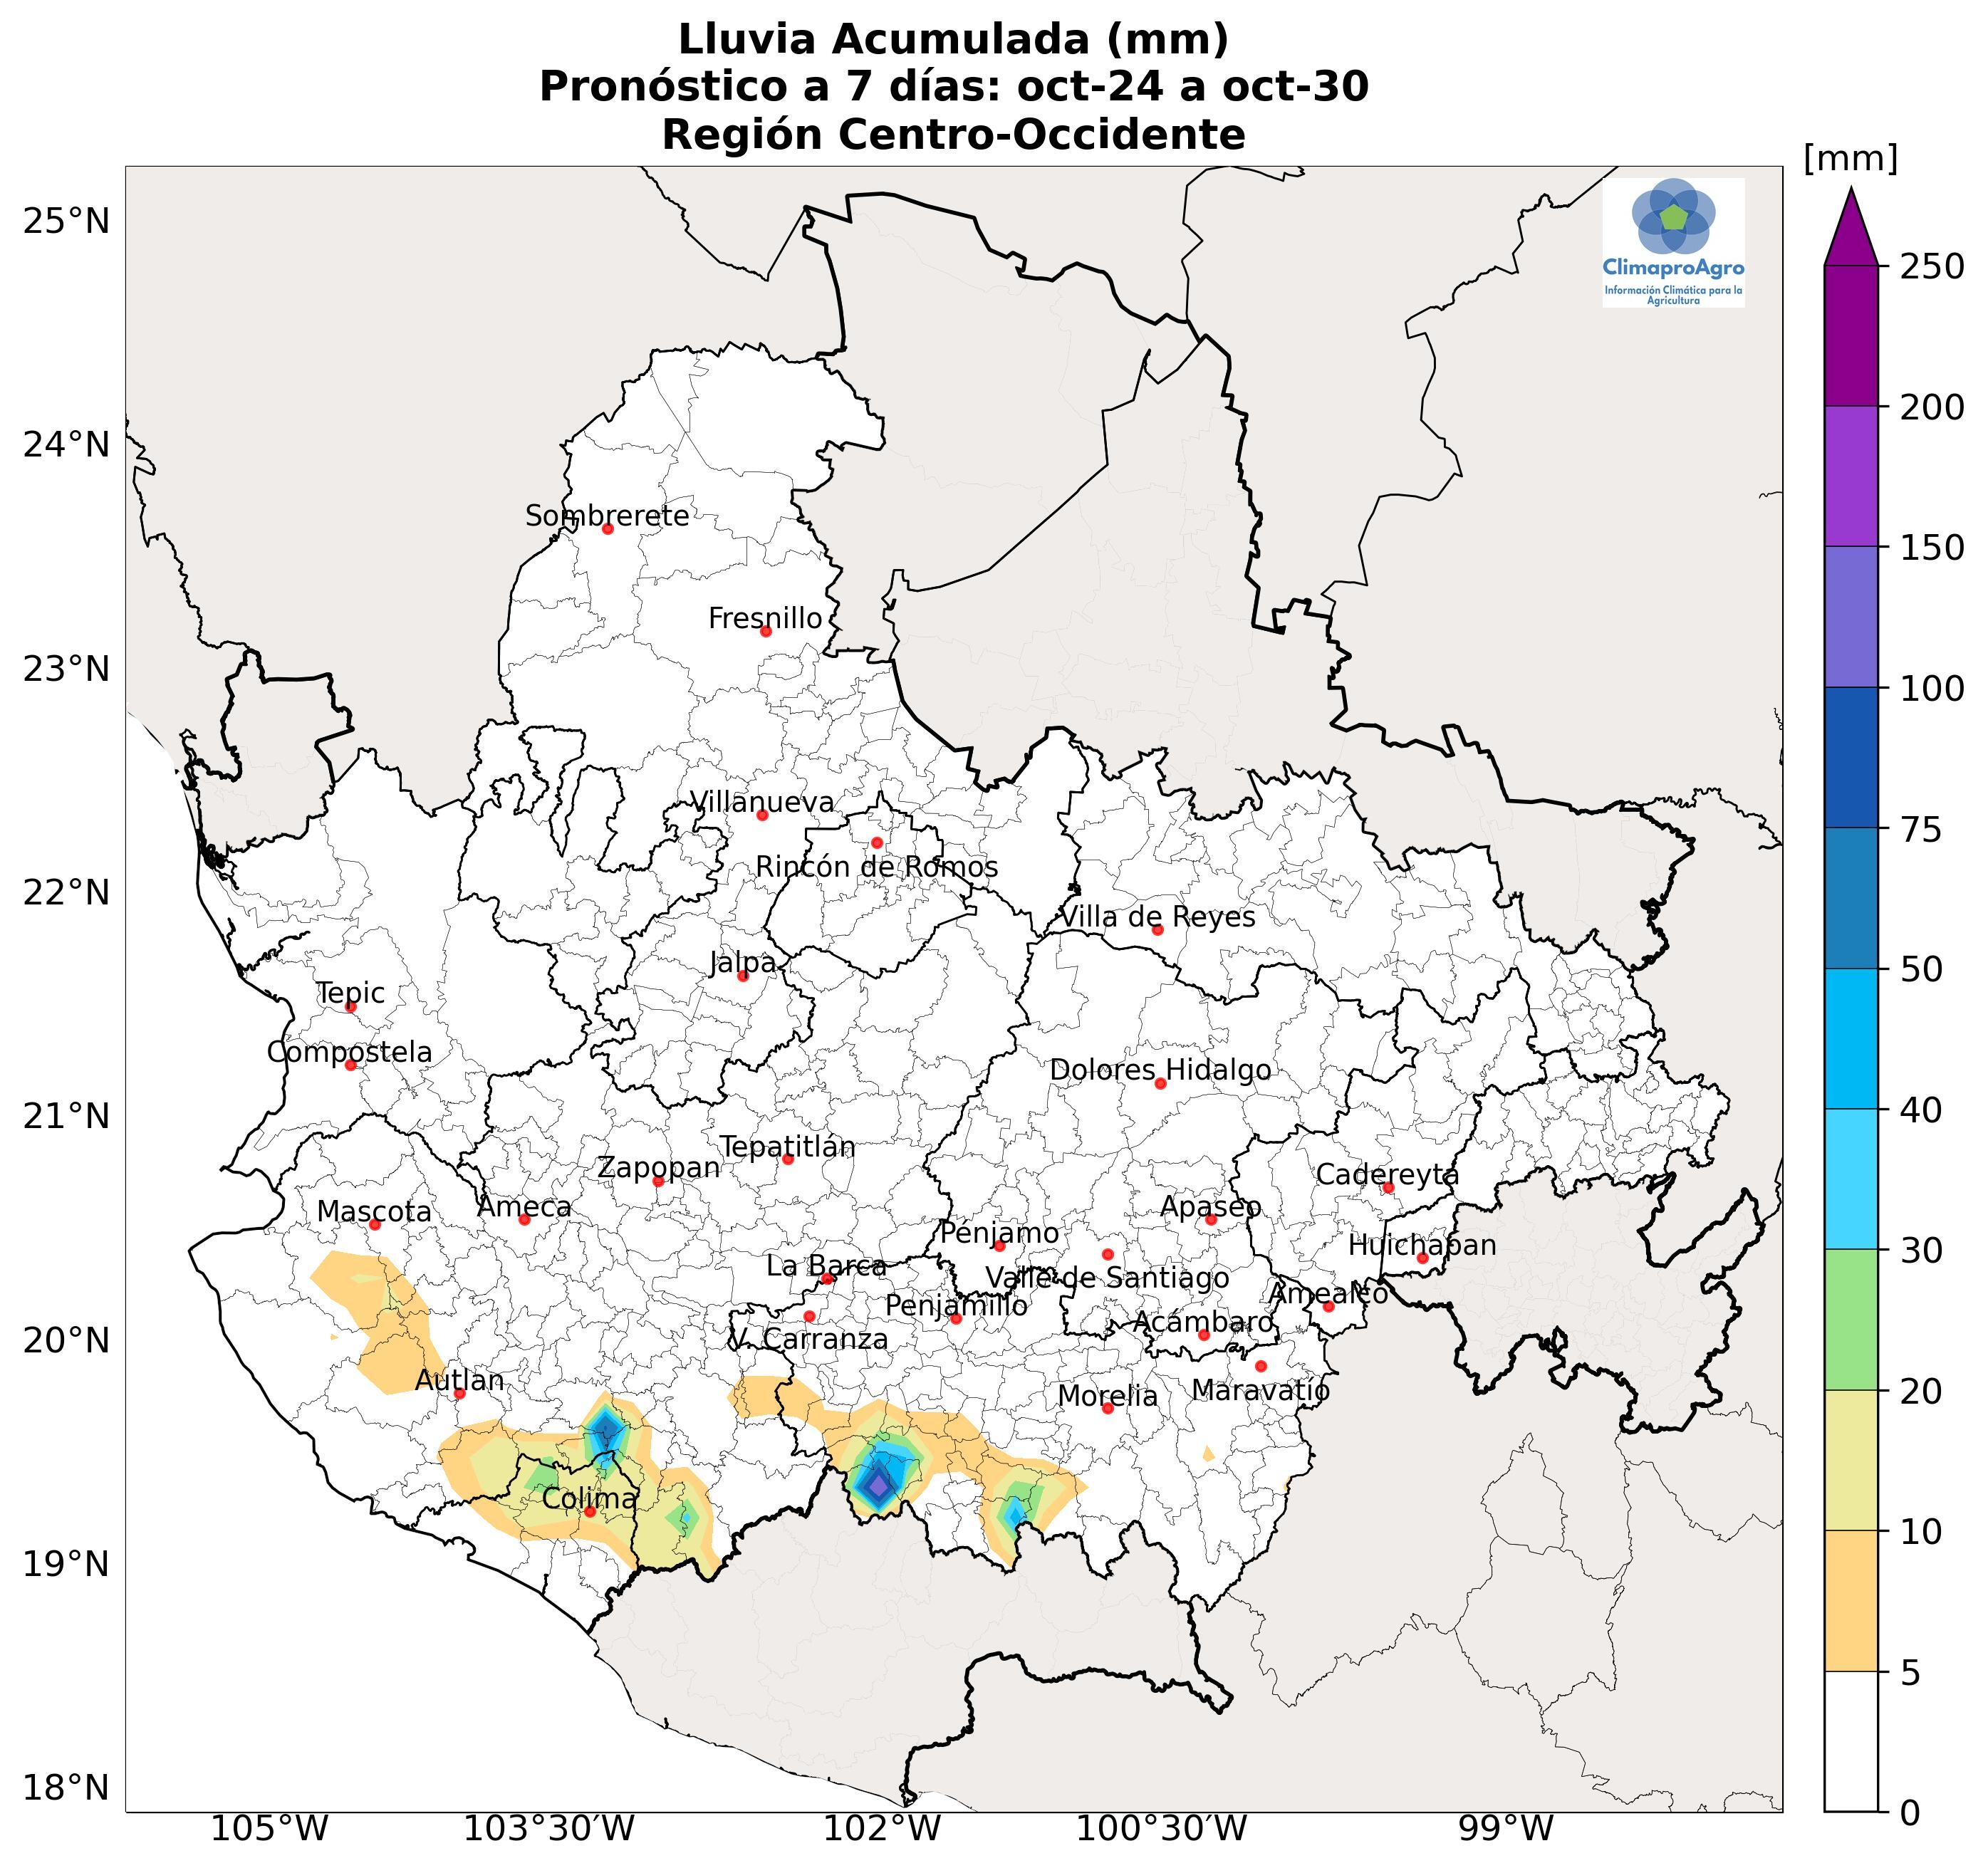 Lluvia Acumulada (mm)
Pronóstico a 7 días: oct-24 a oct-30
Región Centro-Occidente
[mm]
25°N
ClimaproAgro
Información Climática para la
Agricultura
250
200
24°N
150
Sombrerete
Fresnillo
23°N
100
Villanueva
75
Rincón de Romos
22°N
Villa de Reyes
50
Jalpa
Tepic
Compostela
Dolores Hidalgo
21°N
40
Tepatitlán
Zapopan
Cadereyta
Mascota
Ameca
Apaseo
Pénjamo
Huichapan
30
La Barca
Valle de Santiago
Amealco
Penjamillo
Acámbaro
20°N
V. Carranza
Autlan
Morelia
Maravatío
20
Colima
10
19°N
5
18°N
0
105°W
103°30'W
102°W
100°30'W
99°W